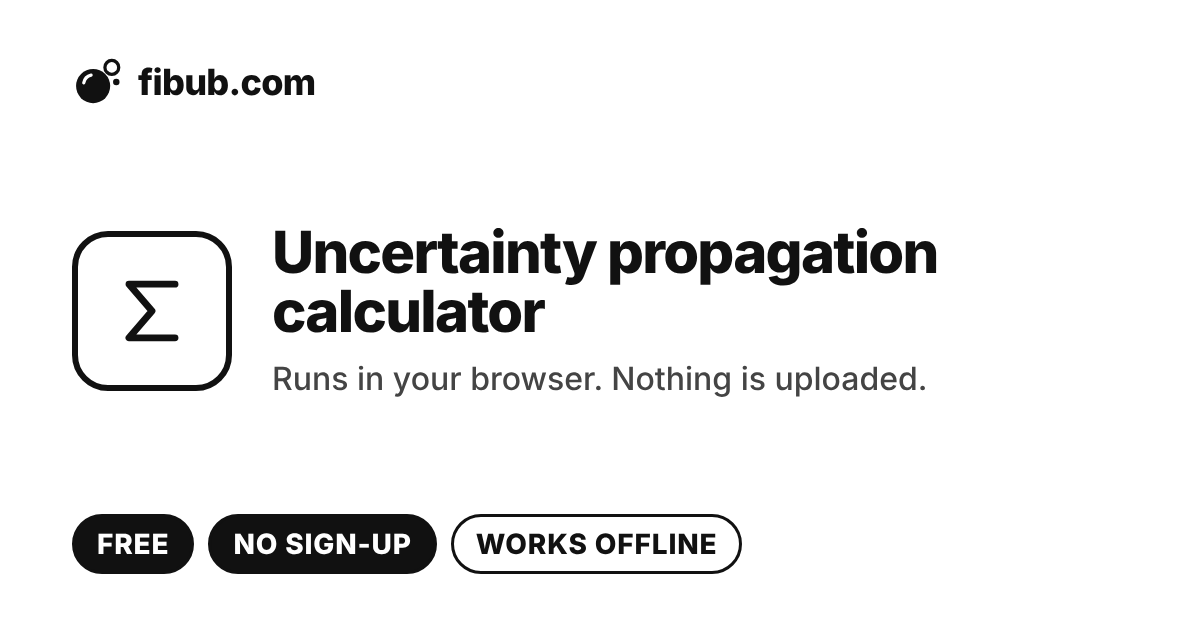 fibub.com
Σ
Uncertainty propagation
calculator
Runs in your browser. Nothing is uploaded.
FREE
NO SIGN-UP
WORKS OFFLINE